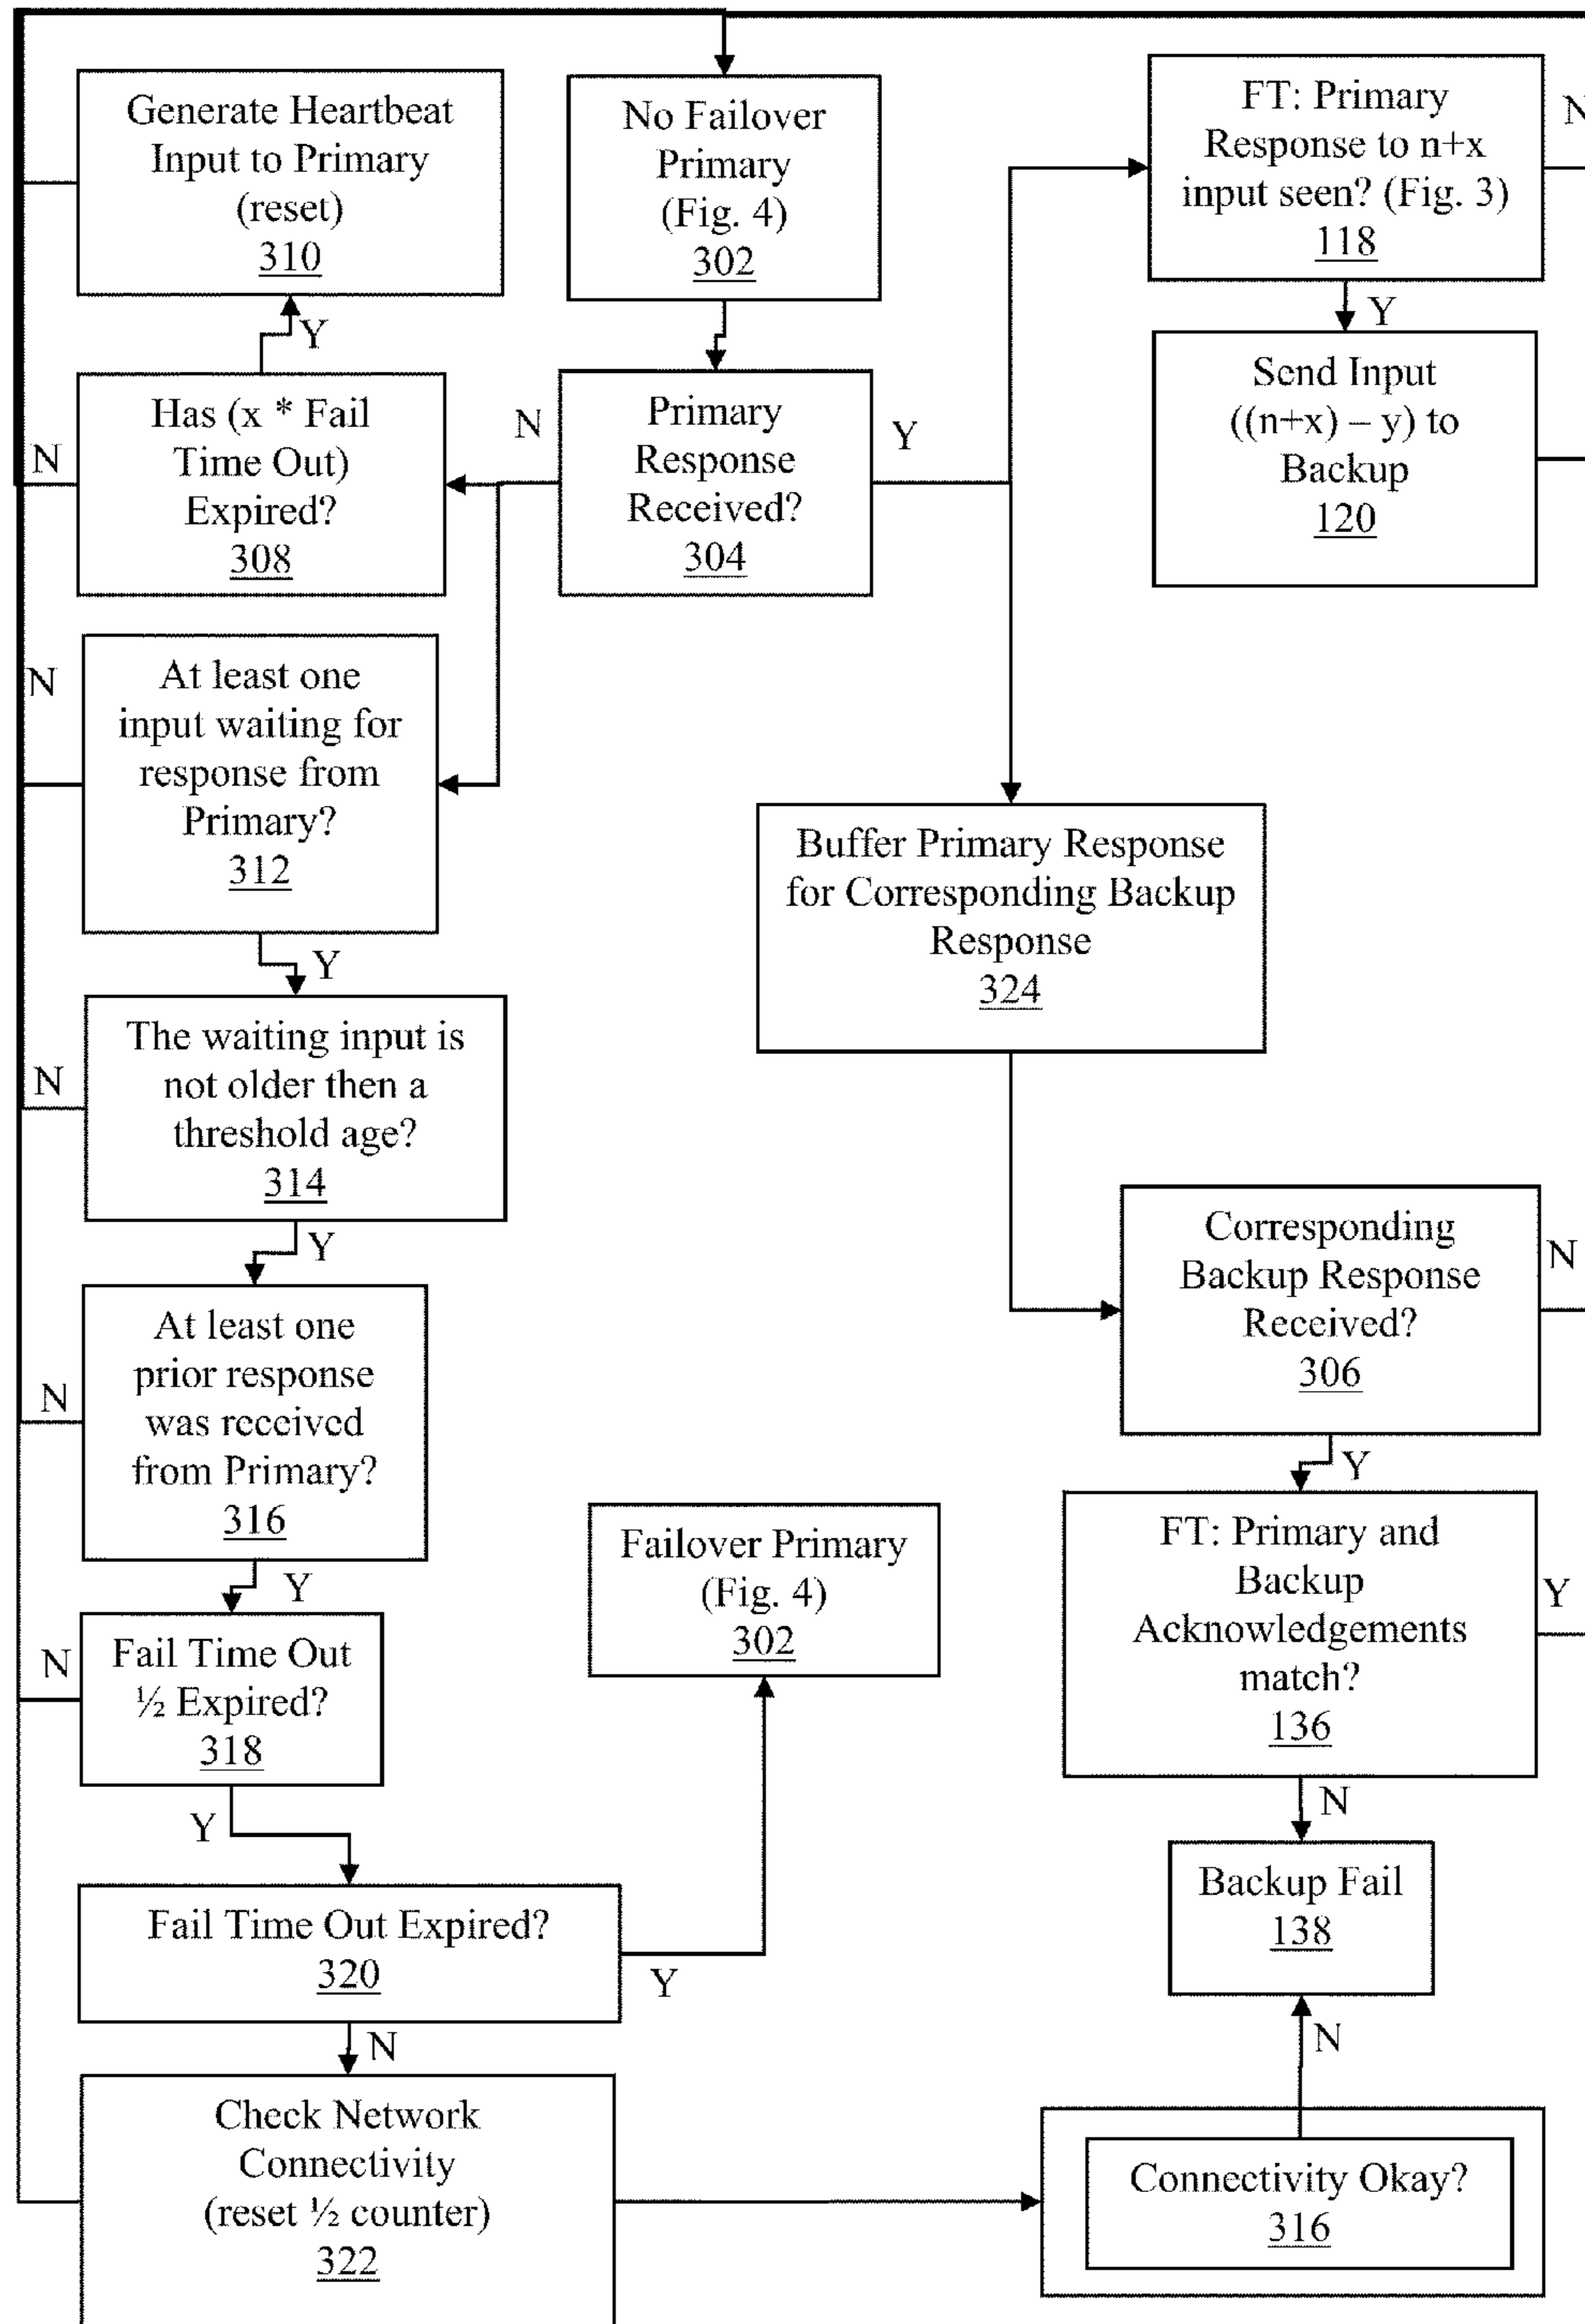 Generate Heartbeat
Input to Primary
(reset)
310
No Failover
Primary
(Fig. 4)
302
FT: Primary
Response to n+x
input seen? (Fig. 3)
118
N
Y
Y
Has (x * Fail
Time Out)
Expired?
308
N
N
Primary
Response
Received?
304
Y
Send Input
((n+x) – y) to
Backup
120
At least one
input waiting for
response from
Primary?
312
N
Y
Buffer Primary Response
for Corresponding Backup
Response
324
The waiting input is
not older then a
threshold age?
314
N
Y
Corresponding
Backup Response
Received?
306
N
Y
At least one
prior response
was received
from Primary?
316
N
Y
Failover Primary
(Fig. 4)
302
FT: Primary and
Backup
Acknowledgements
match?
136
Y
N
Fail Time Out
½ Expired?
318
N
Y
Backup Fail
138
Fail Time Out Expired?
320
Y
N
N
Check Network
Connectivity
(reset ½ counter)
322
Connectivity Okay?
316